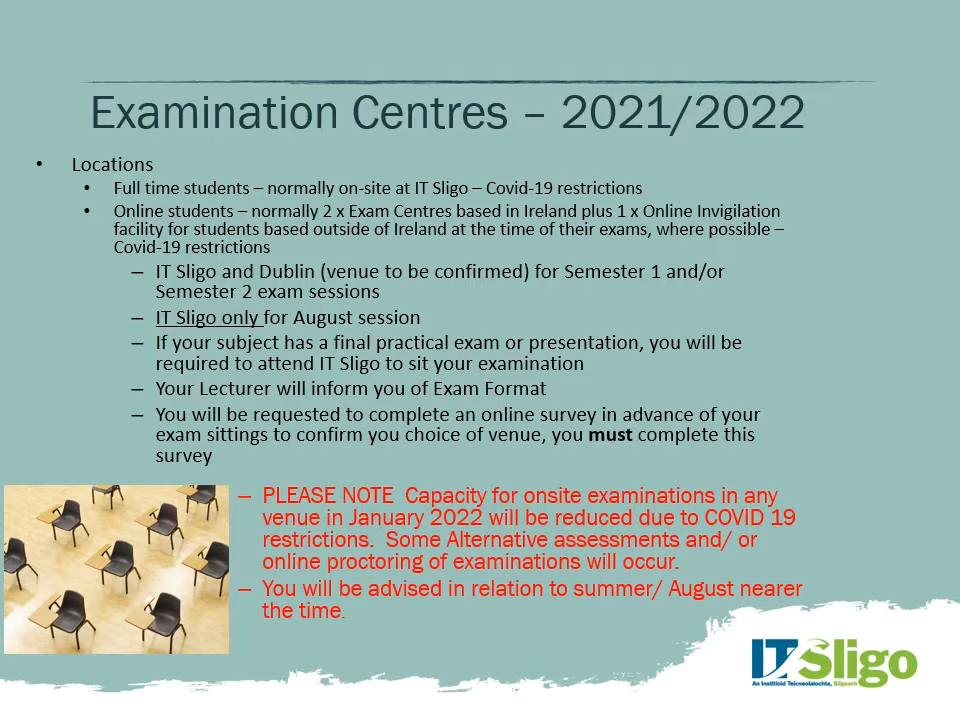 Examination Centres – 2021/2022
• Locations
• Full time students – normally on-site at IT Sligo – Covid-19 restrictions
• Online students – normally 2 x Exam Centres based in Ireland plus 1 x Online Invigilation
facility for students based outside of Ireland at the time of their exams, where possible –
Covid-19 restrictions
– IT Sligo and Dublin (venue to be confirmed) for Semester 1 and/or
Semester 2 exam sessions
– IT Sligo only for August session
– If your subject has a final practical exam or presentation, you will be
required to attend IT Sligo to sit your examination
– Your Lecturer will inform you of Exam Format
– You will be requested to complete an online survey in advance of your
exam sittings to confirm you choice of venue, you must complete this
survey
– PLEASE NOTE Capacity for onsite examinations in any
venue in January 2022 will be reduced due to COVID 19
restrictions. Some Alternative assessments and/ or
online proctoring of examinations will occur.
– You will be advised in relation to summer/ August nearer
the time.
IT Sligo
An Institiúid Teicneolaíochta, Sligeach